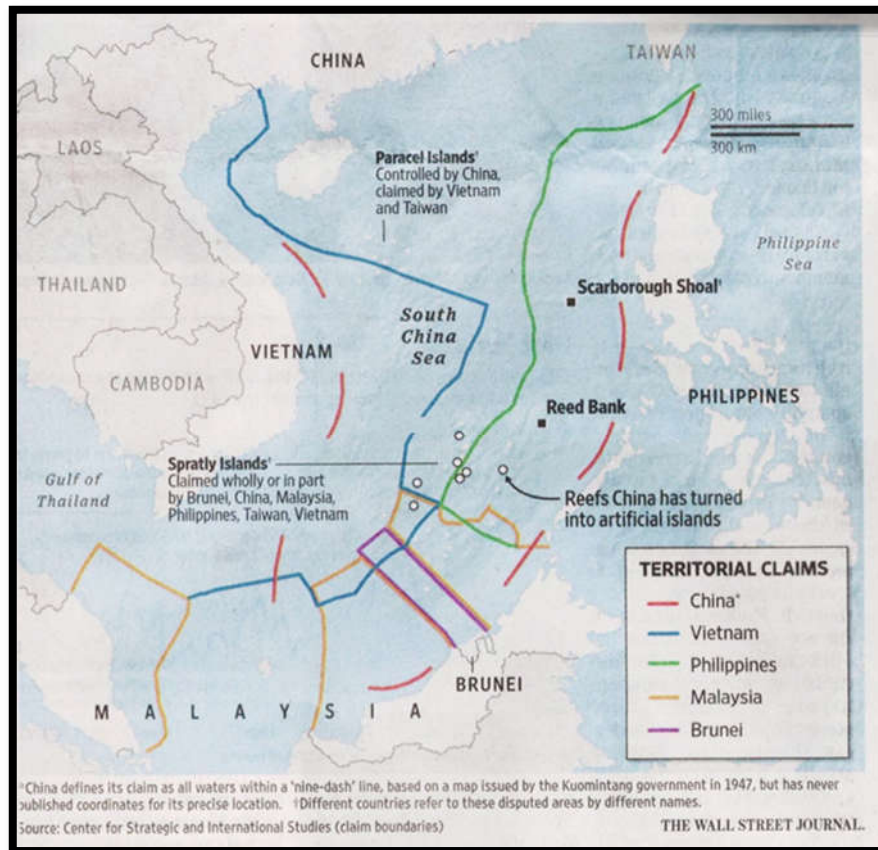 CHINA
TAIWAN
300 miles
300 km
LAOS
Paracel Islands†
Controlled by China,
claimed by Vietnam
and Taiwan
Philippine
Sea
THAILAND
Scarborough Shoal†
South
China
Sea
VIETNAM
CAMBODIA
PHILIPPINES
Reed Bank
Spratly Islands†
Claimed wholly or in part
by Brunei, China, Malaysia,
Philippines, Taiwan, Vietnam
Gulf of
Thailand
Reefs China has turned
into artificial islands
TERRITORIAL CLAIMS
China*
Vietnam
Philippines
Malaysia
Brunei
BRUNEI
MALAYSIA
*China defines its claim as all waters within a 'nine-dash' line, based on a map issued by the Kuomintang government in 1947, but has never
published coordinates for its precise location. †Different countries refer to these disputed areas by different names.
Source: Center for Strategic and International Studies (claim boundaries)
THE WALL STREET JOURNAL.